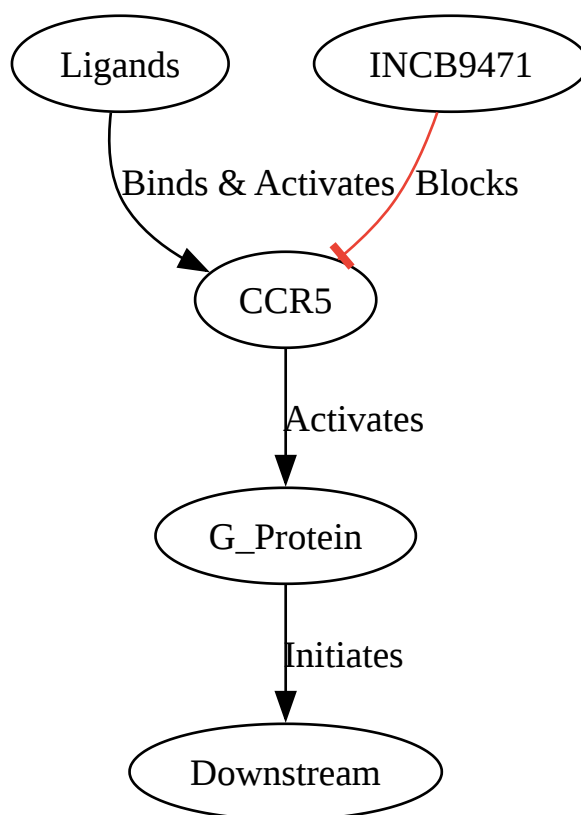 Ligands
INCB9471
Binds & Activates
Blocks
CCR5
Activates
G_Protein
Initiates
Downstream